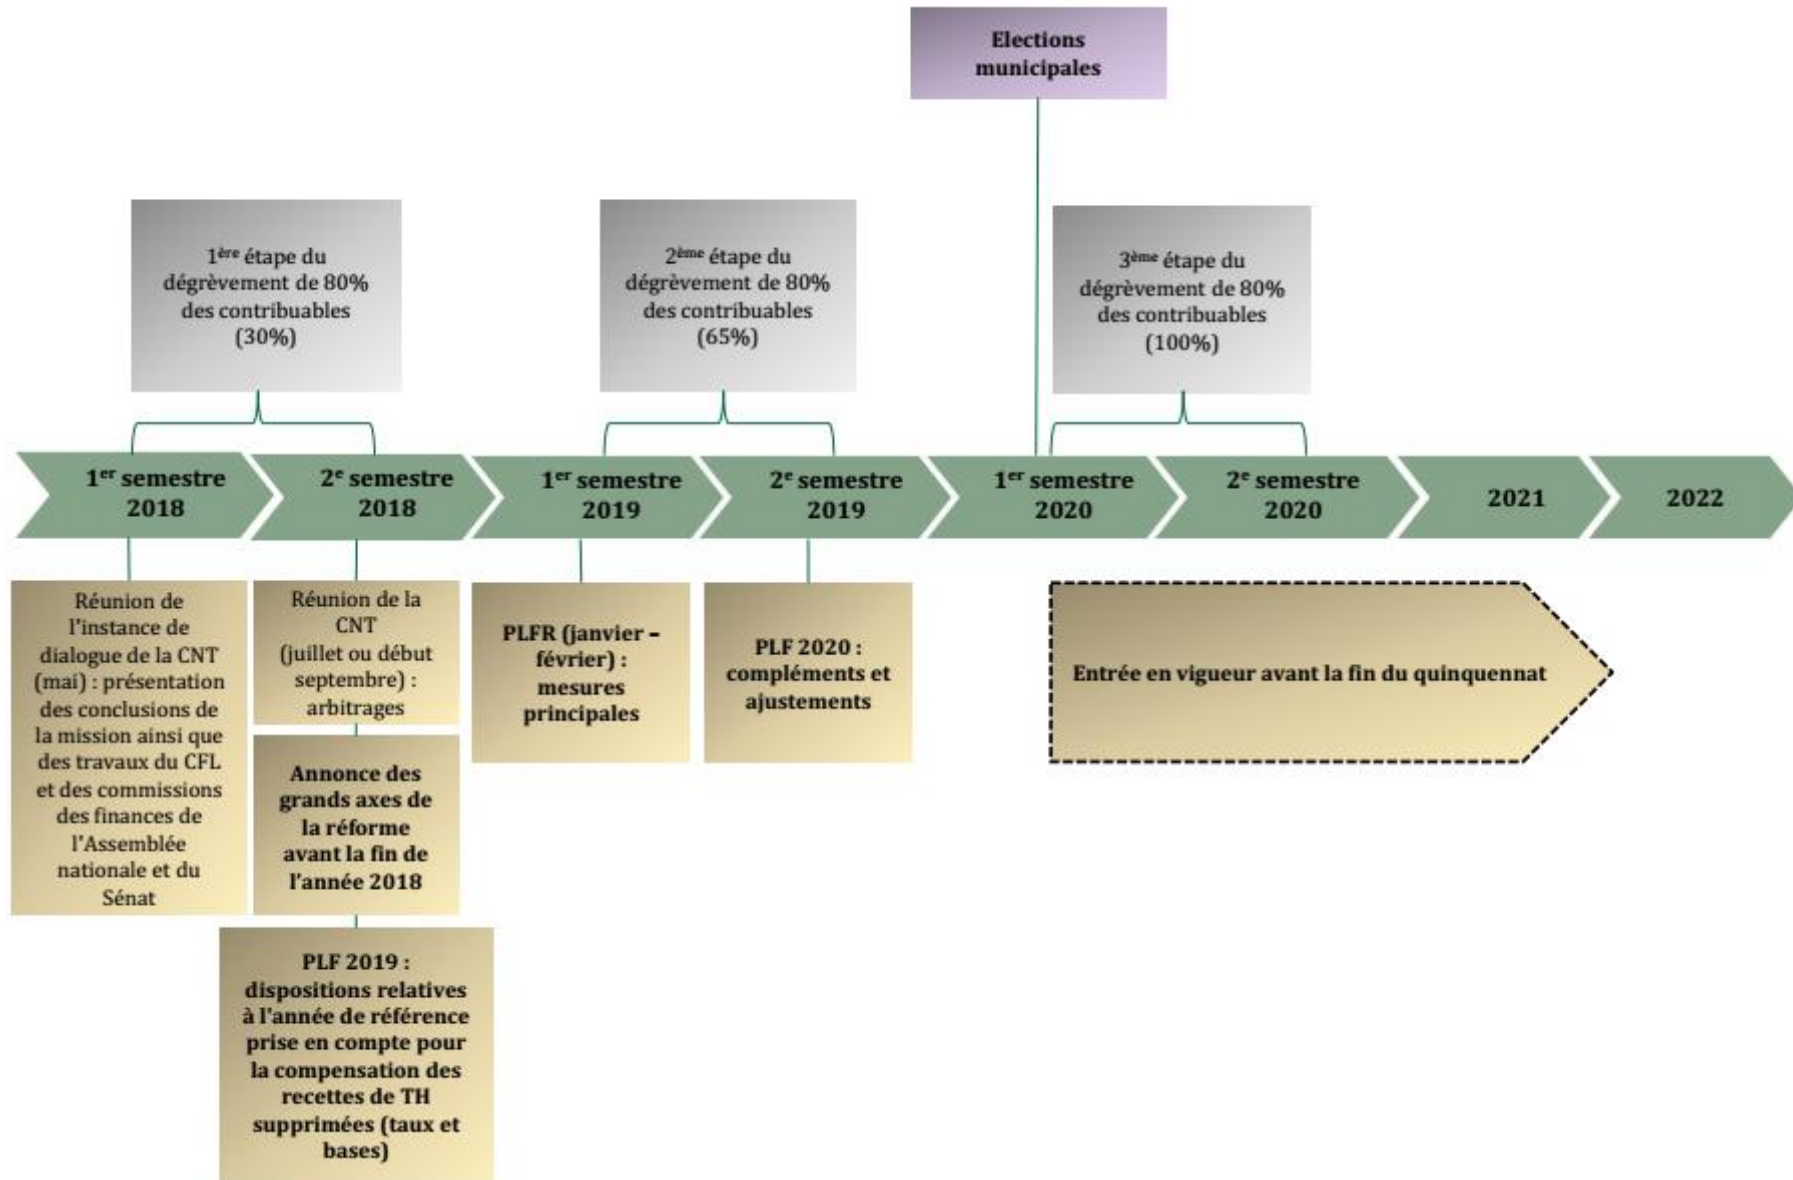 Elections
municipales
1ère étape du
dégrèvement de 80%
des contribuables
(30%)
2ème étape du
dégrèvement de 80%
des contribuables
(65%)
3ème étape du
dégrèvement de 80%
des contribuables
(100%)
1er semestre
2018
2e semestre
2018
1er semestre
2019
2e semestre
2019
1er semestre
2020
2e semestre
2020
2021
2022
Réunion de
l'instance de
dialogue de la CNT
(mai) : présentation
des conclusions de
la mission ainsi que
des travaux du CFL
et des commissions
des finances de
l'Assemblée
nationale et du
Sénat
Réunion de la
CNT
(juillet ou début
septembre) :
arbitrages
Annonce des
grands axes de
la réforme
avant la fin de
l'année 2018
PLF 2019 :
dispositions relatives
à l'année de référence
prise en compte pour
la compensation des
recettes de TH
supprimées (taux et
bases)
PLFR (janvier –
février) :
mesures
principales
PLF 2020 :
compléments et
ajustements
Entrée en vigueur avant la fin du quinquennat